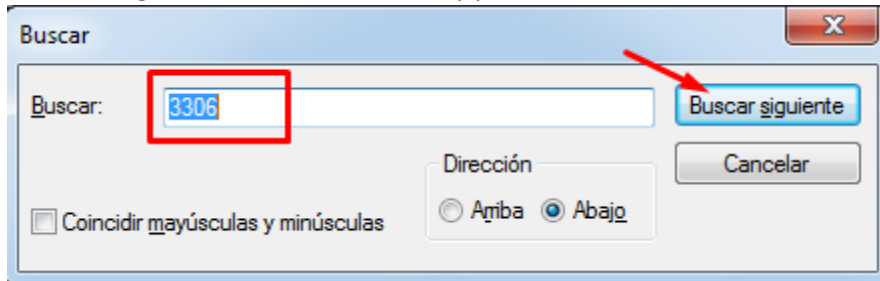 Buscar
Buscar:
3306
Buscar siguiente
Dirección
Cancelar
Coincidir mayúsculas y minúsculas
Arriba
Abajo